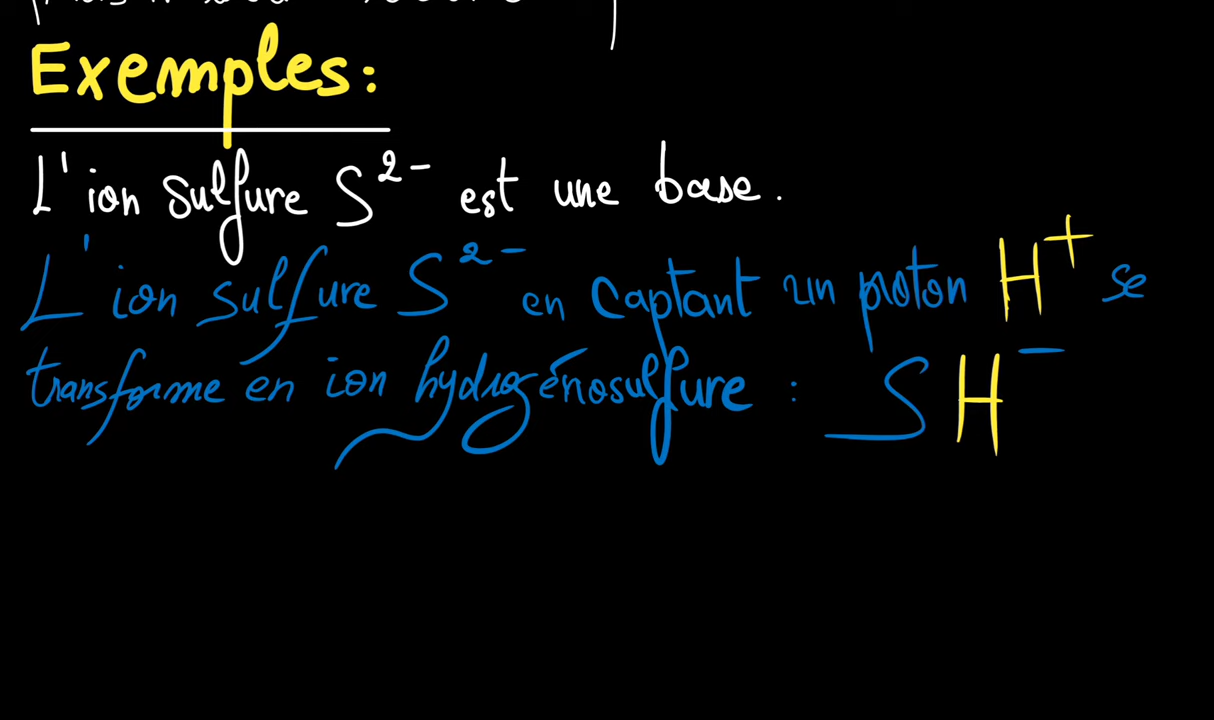 Exemples:
L'ion sulfure S²⁻ est une base.
L'ion sulfure S²⁻ en captant un proton H⁺ se
transforme en ion hydrogénosulfure : SH⁻